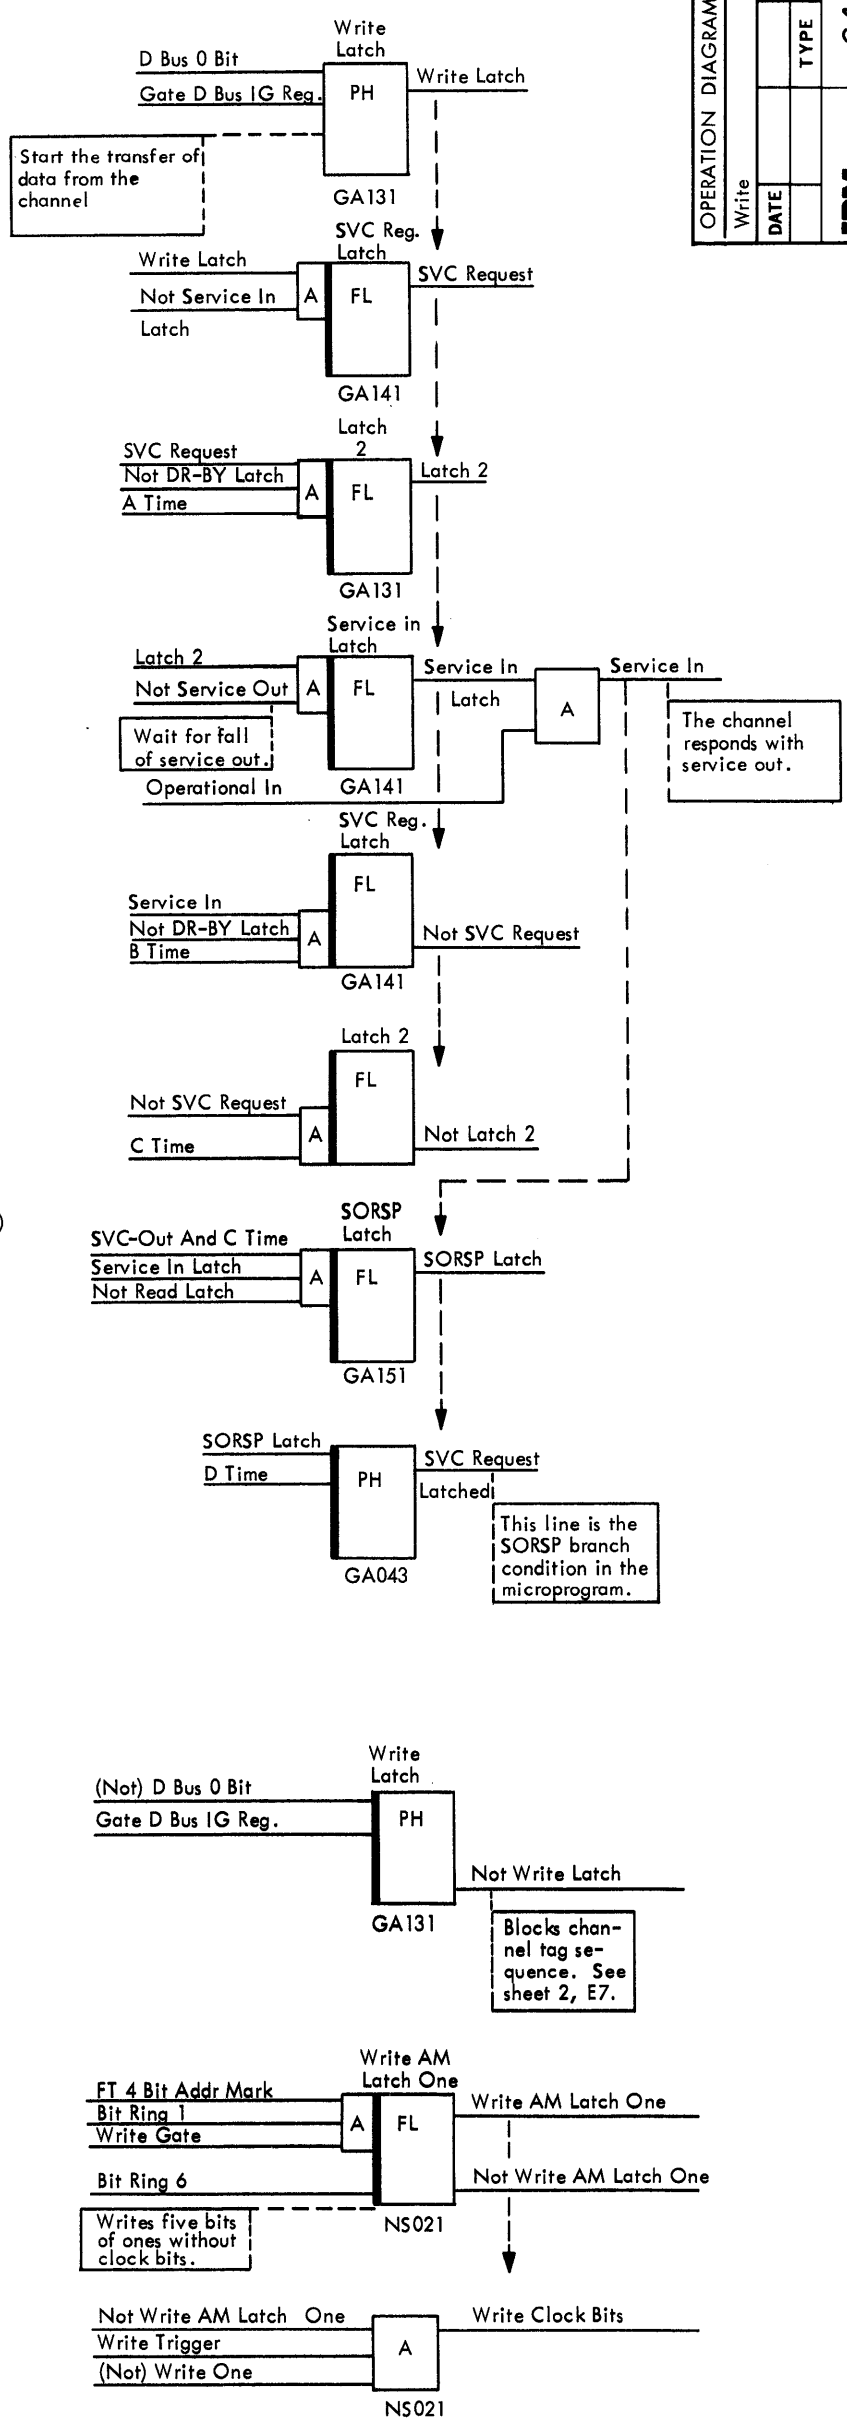 OPERATION DIAGRAM
Write
DATE
TYPE
Write
Latch
D Bus 0 Bit
Gate D Bus IG Reg.
PH
Write Latch
Start the transfer of
data from the
channel
GA131
SVC Reg.
Latch
Write Latch
Not Service In
Latch
A
FL
SVC Request
GA141
Latch
2
SVC Request
Not DR-BY Latch
A Time
A
FL
Latch 2
GA131
Service in
Latch
Latch 2
Not Service Out
A
FL
Service In
Latch
A
Service In
Wait for fall
of service out.
The channel
responds with
service out.
Operational In
GA141
SVC Reg.
Latch
FL
Service In
Not DR-BY Latch
B Time
A
Not SVC Request
GA141
Latch 2
FL
Not SVC Request
C Time
A
Not Latch 2
SORSP
Latch
SVC-Out And C Time
Service In Latch
Not Read Latch
A
FL
SORSP Latch
GA151
SORSP Latch
D Time
PH
SVC Request
Latched
GA043
This line is the
SORSP branch
condition in the
microprogram.
Write
Latch
(Not) D Bus 0 Bit
Gate D Bus IG Reg.
PH
Not Write Latch
GA131
Blocks chan-
nel tag se-
quence. See
sheet 2, E7.
Write AM
Latch One
FT 4 Bit Addr Mark
Bit Ring 1
Write Gate
A
FL
Write AM Latch One
Bit Ring 6
Not Write AM Latch One
Writes five bits
of ones without
clock bits.
NS021
Not Write AM Latch One
Write Trigger
(Not) Write One
A
Write Clock Bits
NS021